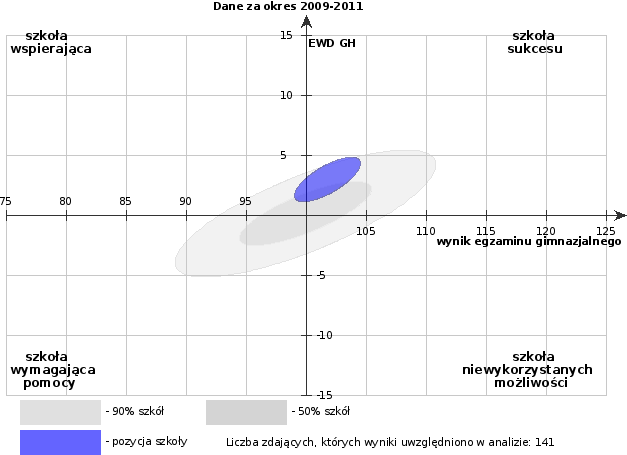 Dane za okres 2009-2011
szkoła
wspierająca
szkoła
sukcesu
EWD GH
15
10
5
75
80
85
90
95
105
110
115
120
125
wynik egzaminu gimnazjalnego
-5
-10
-15
szkoła
wymagająca
pomocy
szkoła
niewykorzystanych
możliwości
- 90% szkół
- 50% szkół
- pozycja szkoły
Liczba zdających, których wyniki uwzględniono w analizie: 141